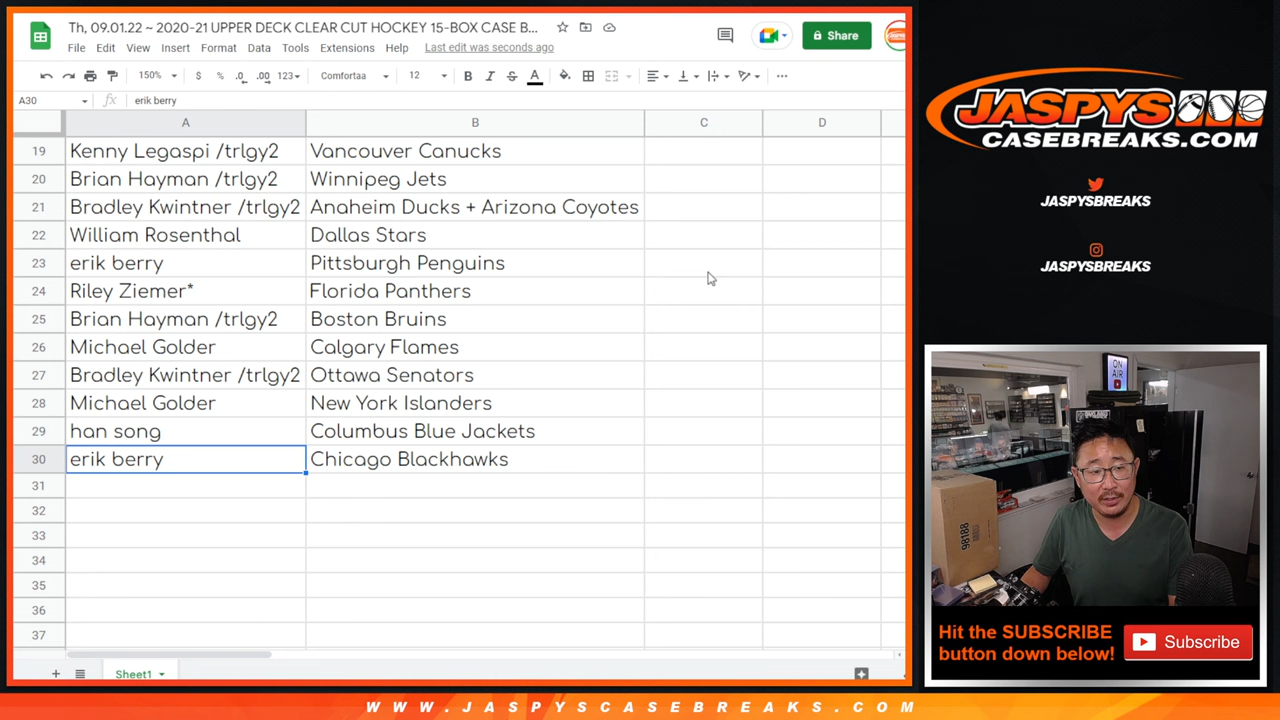 Th, 09.01.22 ~ 2020-21 UPPER DECK CLEAR CUT HOCKEY 15-BOX CASE B...
Share
File Edit View Insert Format Data Tools Extensions Help Last edit was seconds ago
150% $ % .0 .00 123 Comfortaa 12 B I S A
A30 fx erik berry
A B C D
19 Kenny Legaspi /trlgy2 Vancouver Canucks
20 Brian Hayman /trlgy2 Winnipeg Jets
21 Bradley Kwintner /trlgy2 Anaheim Ducks + Arizona Coyotes
22 William Rosenthal Dallas Stars
23 erik berry Pittsburgh Penguins
24 Riley Ziemer* Florida Panthers
25 Brian Hayman /trlgy2 Boston Bruins
26 Michael Golder Calgary Flames
27 Bradley Kwintner /trlgy2 Ottawa Senators
28 Michael Golder New York Islanders
29 han song Columbus Blue Jackets
30 erik berry Chicago Blackhawks
31
32
33
34
35
36
37
Sheet1
JASPYS
CASEBREAKS.COM
JASPYSBREAKS
JASPYSBREAKS
ON
AIR
98188
Hit the SUBSCRIBE
button down below!
Subscribe
WWW.JASPYSCASEBREAKS.COM